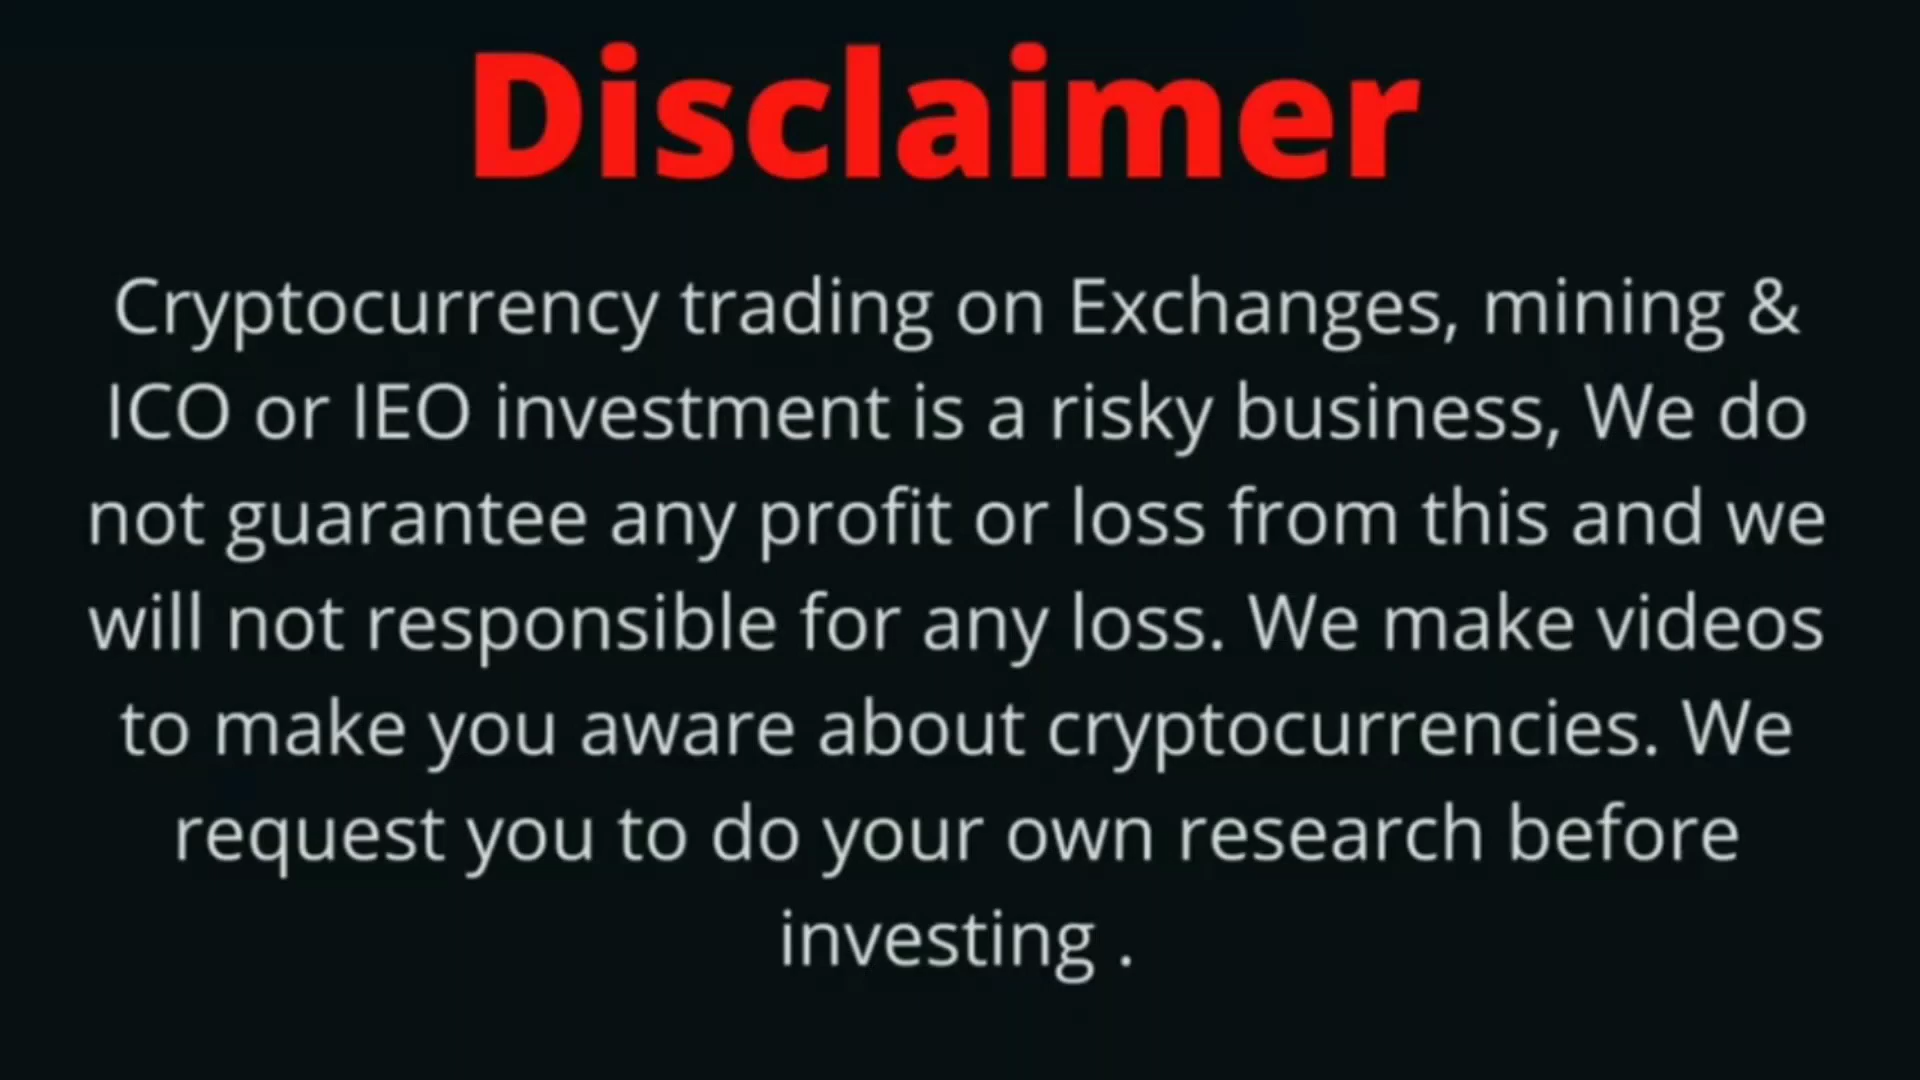 Disclaimer
Cryptocurrency trading on Exchanges, mining &
ICO or IEO investment is a risky business, We do
not guarantee any profit or loss from this and we
will not responsible for any loss. We make videos
to make you aware about cryptocurrencies. We
request you to do your own research before
investing .